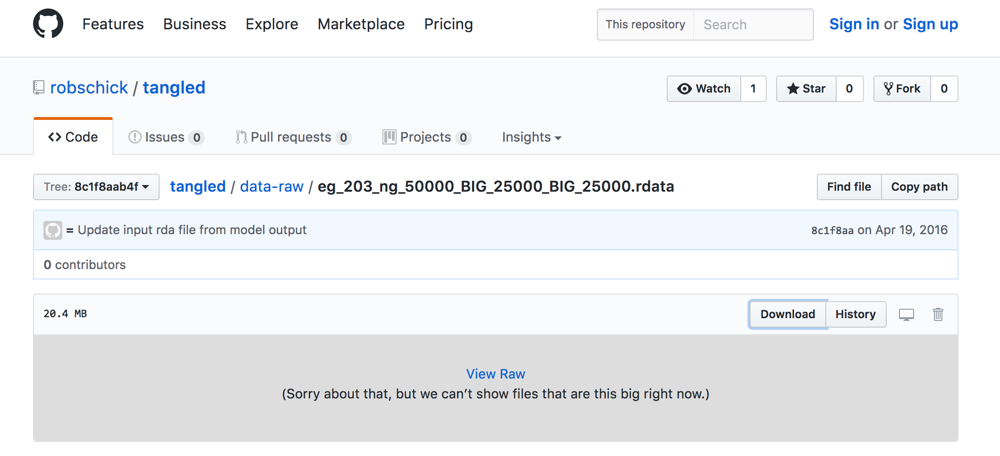 Features Business Explore Marketplace Pricing This repository Search Sign in or Sign up
robschick / tangled Watch 1 Star 0 Fork 0
Code Issues 0 Pull requests 0 Projects 0 Insights
Tree: 8c1f8aab4f tangled / data-raw / eg_203_ng_50000_BIG_25000_BIG_25000.rdata Find file Copy path
= Update input rda file from model output 8c1f8aa on Apr 19, 2016
0 contributors
20.4 MB Download History
View Raw
(Sorry about that, but we can’t show files that are this big right now.)